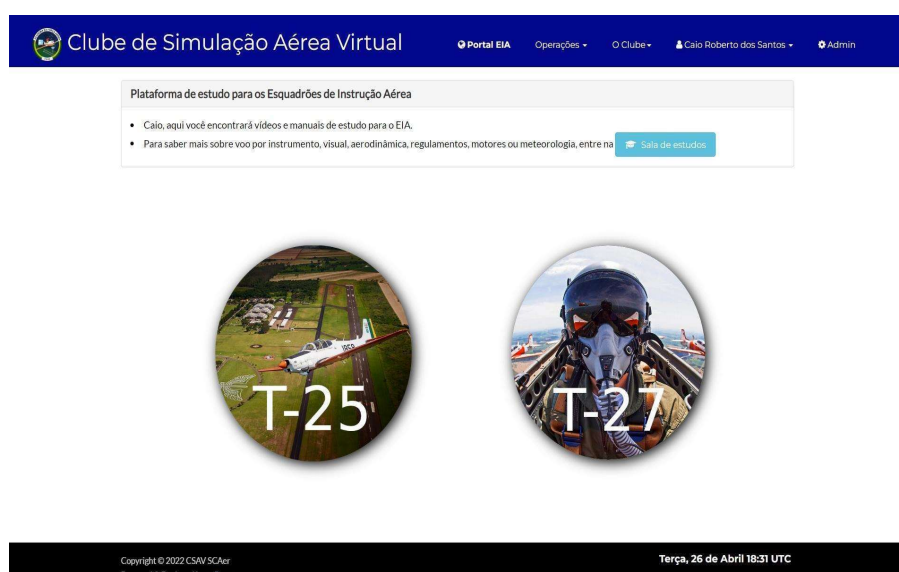 Clube de Simulação Aérea Virtual
Portal EIA
Operações
O Clube
Caio Roberto dos Santos
Admin
Plataforma de estudo para os Esquadrões de Instrução Aérea
• Caio, aqui você encontrará vídeos e manuais de estudo para o EIA.
• Para saber mais sobre voo por instrumento, visual, aerodinâmica, regulamentos, motores ou meteorologia, entre na Sala de estudos
T-25
T-27
Copyright © 2022 CSAV SCAer
Terça, 26 de Abril 18:31 UTC